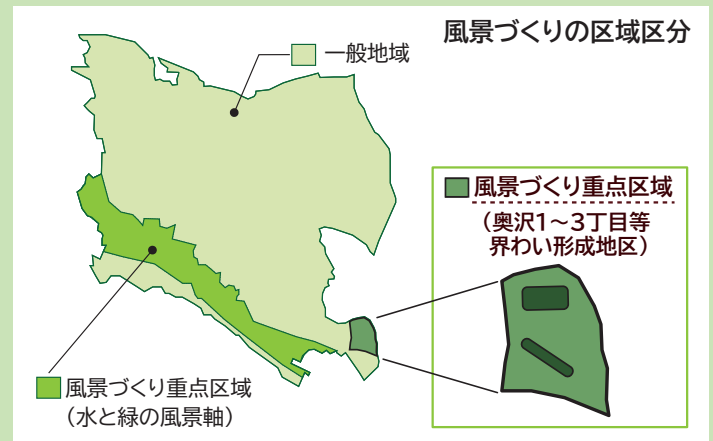 風景づくりの区域区分
一般地域
風景づくり重点区域
（奥沢1〜3丁目等
界わい形成地区）
風景づくり重点区域
（水と緑の風景軸）